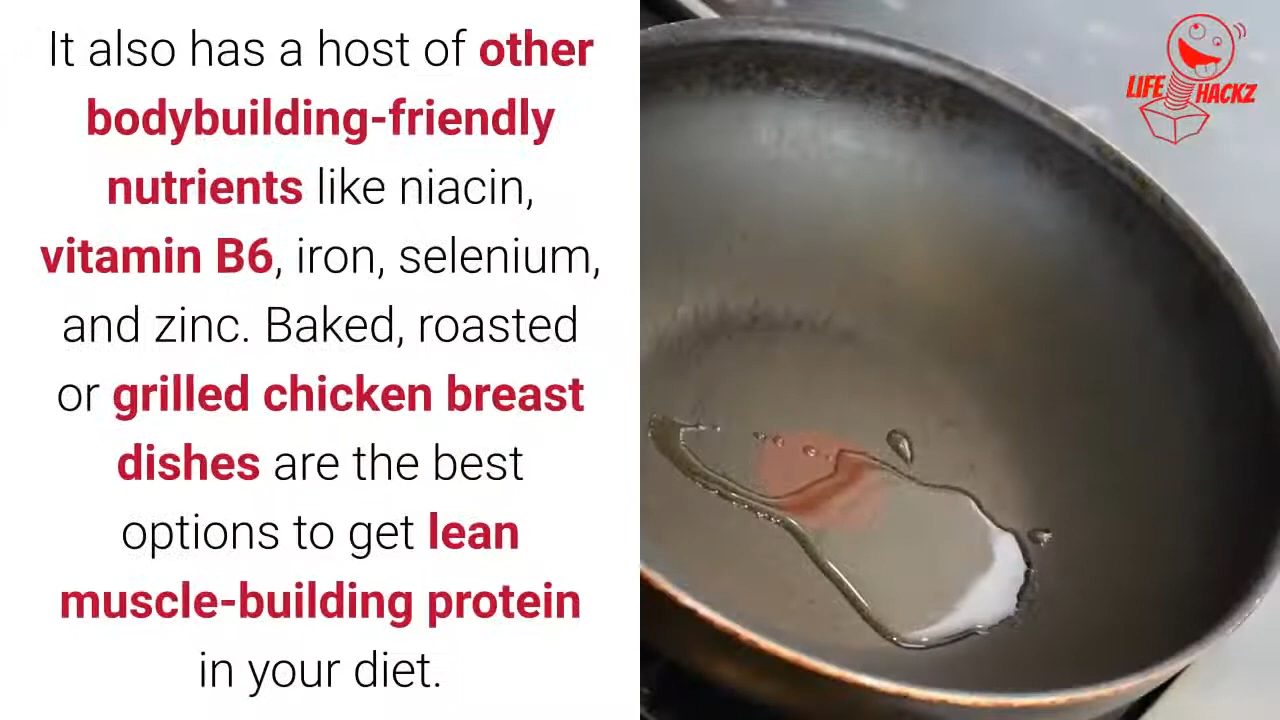 It also has a host of other
bodybuilding-friendly
nutrients like niacin,
vitamin B6, iron, selenium,
and zinc. Baked, roasted
or grilled chicken breast
dishes are the best
options to get lean
muscle-building protein
in your diet.
LIFE HACKZ